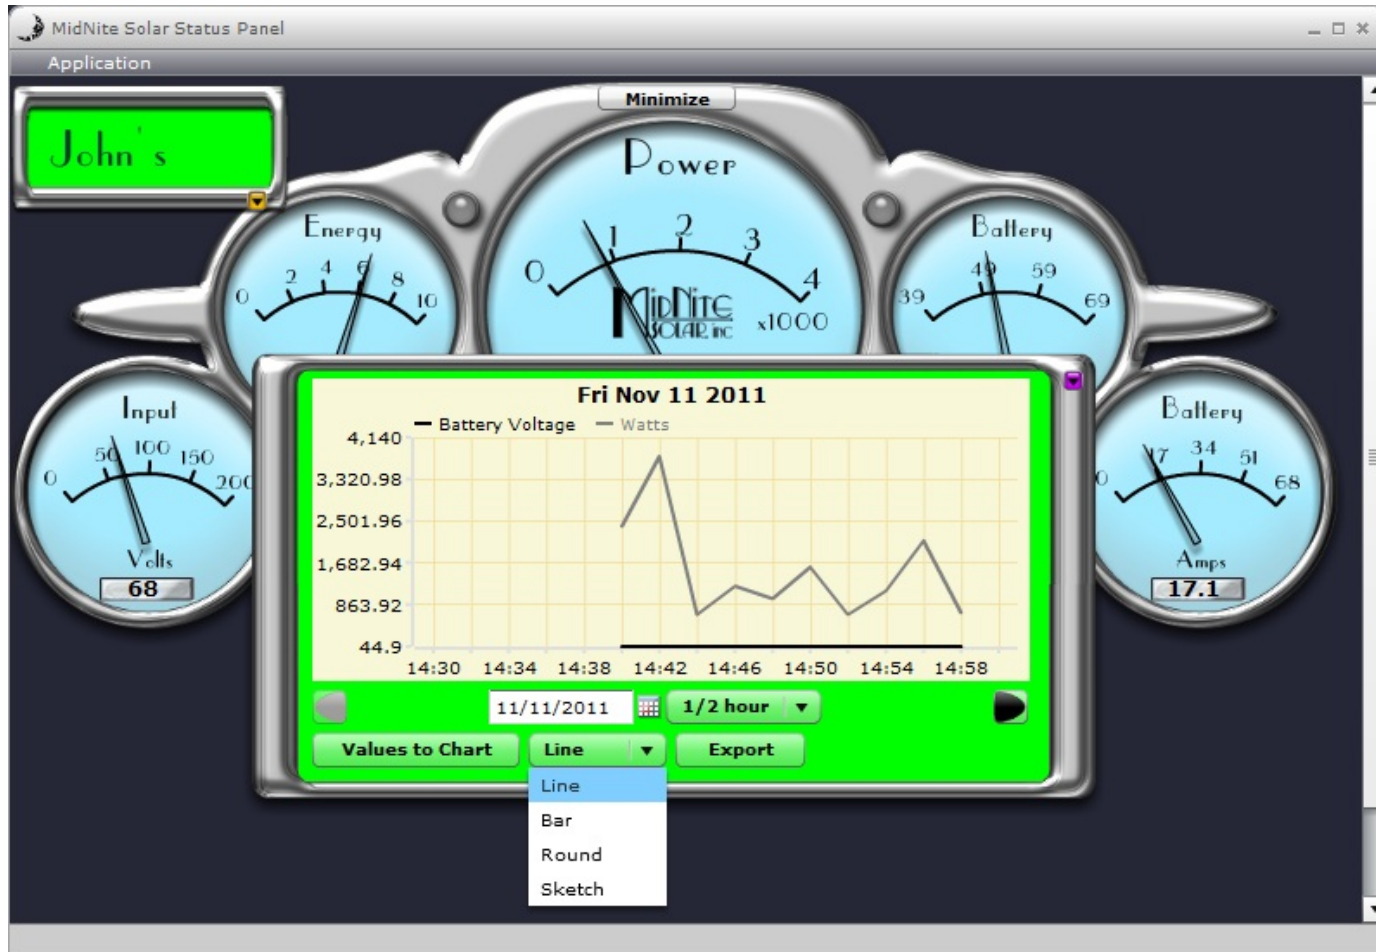 MidNite Solar Status Panel
Application
Minimize
John's
Power
0 1 2 3 4
x1000
MidNite
SOLAR, inc
Energy
0 2 4 6 8 10
Battery
39 49 59 69
Input
0 50 100 150 200
Volts
68
Battery
0 17 34 51 68
Amps
17.1
Fri Nov 11 2011
Battery Voltage Watts
4,140
3,320.98
2,501.96
1,682.94
863.92
44.9
14:30 14:34 14:38 14:42 14:46 14:50 14:54 14:58
11/11/2011 1/2 hour
Values to Chart Line Export
Line
Bar
Round
Sketch